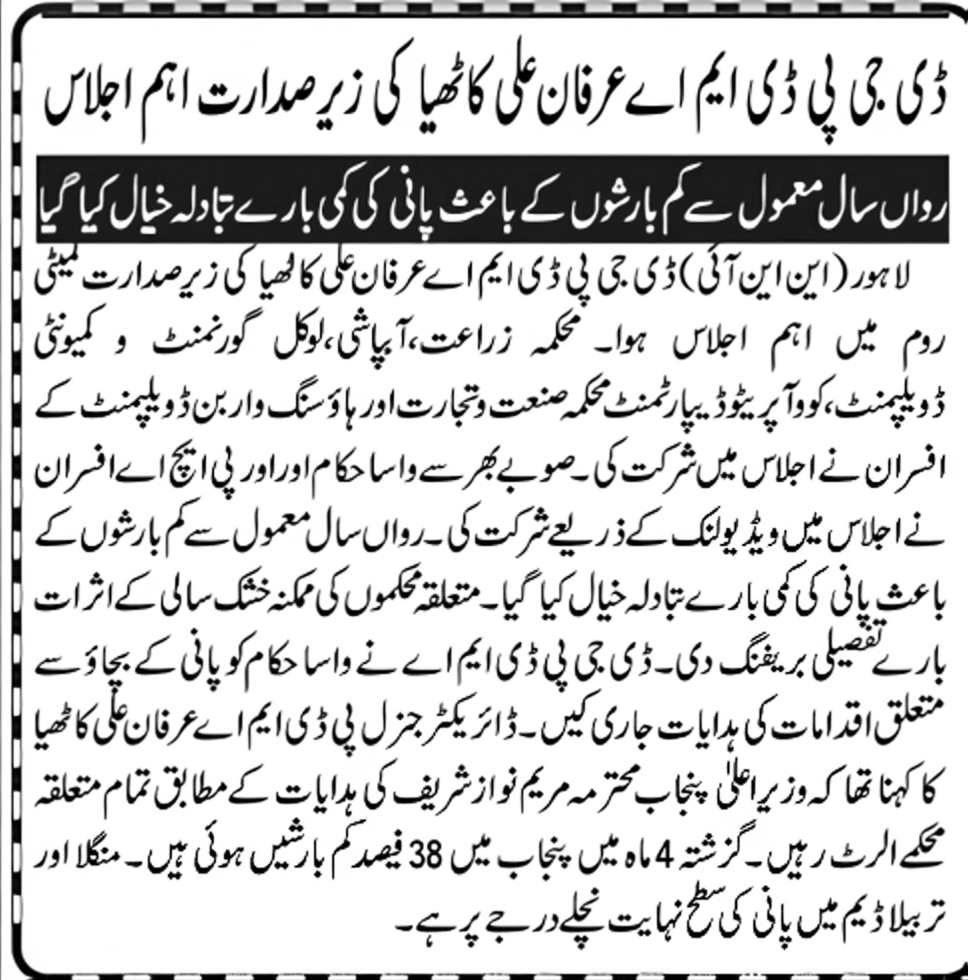 ڈی جی پی ڈی ایم اے عرفان علی کاٹھیا کی زیر صدارت اہم اجلاس
رواں سال معمول سے کم بارشوں کے باعث پانی کی کمی بارے تبادلہ خیال کیا گیا
لاہور (این این آئی) ڈی جی پی ڈی ایم اے عرفان علی کاٹھیا کی زیر صدارت کمیٹی
روم میں اہم اجلاس ہوا۔ محکمہ زراعت، آبپاشی، لوکل گورنمنٹ و کمیونٹی
ڈویلپمنٹ، کووآپریٹو ڈیپارٹمنٹ محکمہ صنعت و تجارت اور ہاؤسنگ و اربن ڈویلپمنٹ کے
افسران نے اجلاس میں شرکت کی۔ صوبے بھر سے واسا حکام اور اور پی ایچ اے افسران
نے اجلاس میں ویڈیو لنک کے ذریعے شرکت کی۔ رواں سال معمول سے کم بارشوں کے
باعث پانی کی کمی بارے تبادلہ خیال کیا گیا۔ متعلقہ محکموں کی ممکنہ خشک سالی کے اثرات
بارے تفصیلی بریفنگ دی۔ ڈی جی پی ڈی ایم اے نے واسا حکام کو پانی کے بچاؤ سے
متعلق اقدامات کی ہدایات جاری کیں۔ ڈائریکٹر جنرل پی ڈی ایم اے عرفان علی کاٹھیا
کا کہنا تھا کہ وزیراعلیٰ پنجاب محترمہ مریم نواز شریف کی ہدایات کے مطابق تمام متعلقہ
محکمے الرٹ رہیں۔ گزشتہ 4 ماہ میں پنجاب میں 38 فیصد کم بارشیں ہوئی ہیں۔ منگلا اور
تربیلا ڈیم میں پانی کی سطح نہایت نچلے درجے پر ہے۔